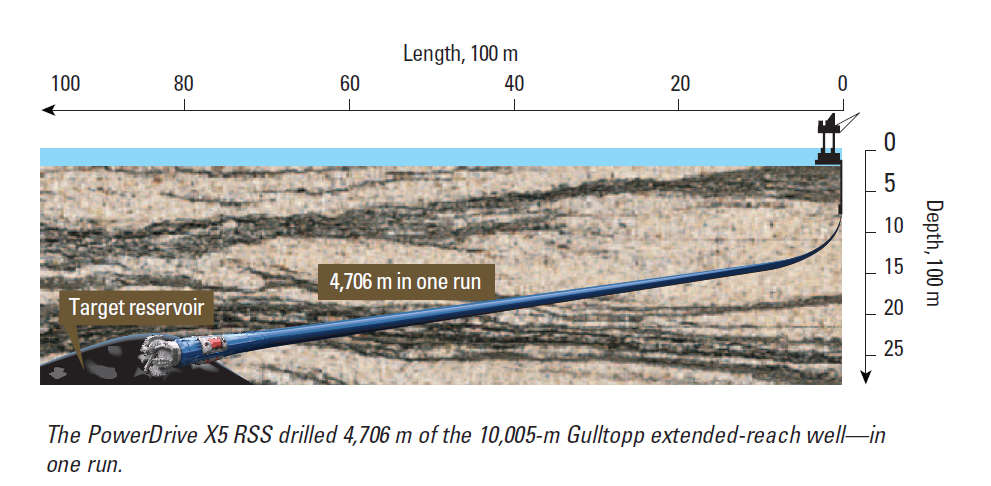 Length, 100 m
100 80 60 40 20 0
0
5
10
15
20
25
Depth, 100 m
4,706 m in one run
Target reservoir
The PowerDrive X5 RSS drilled 4,706 m of the 10,005-m Gulltopp extended-reach well—in
one run.